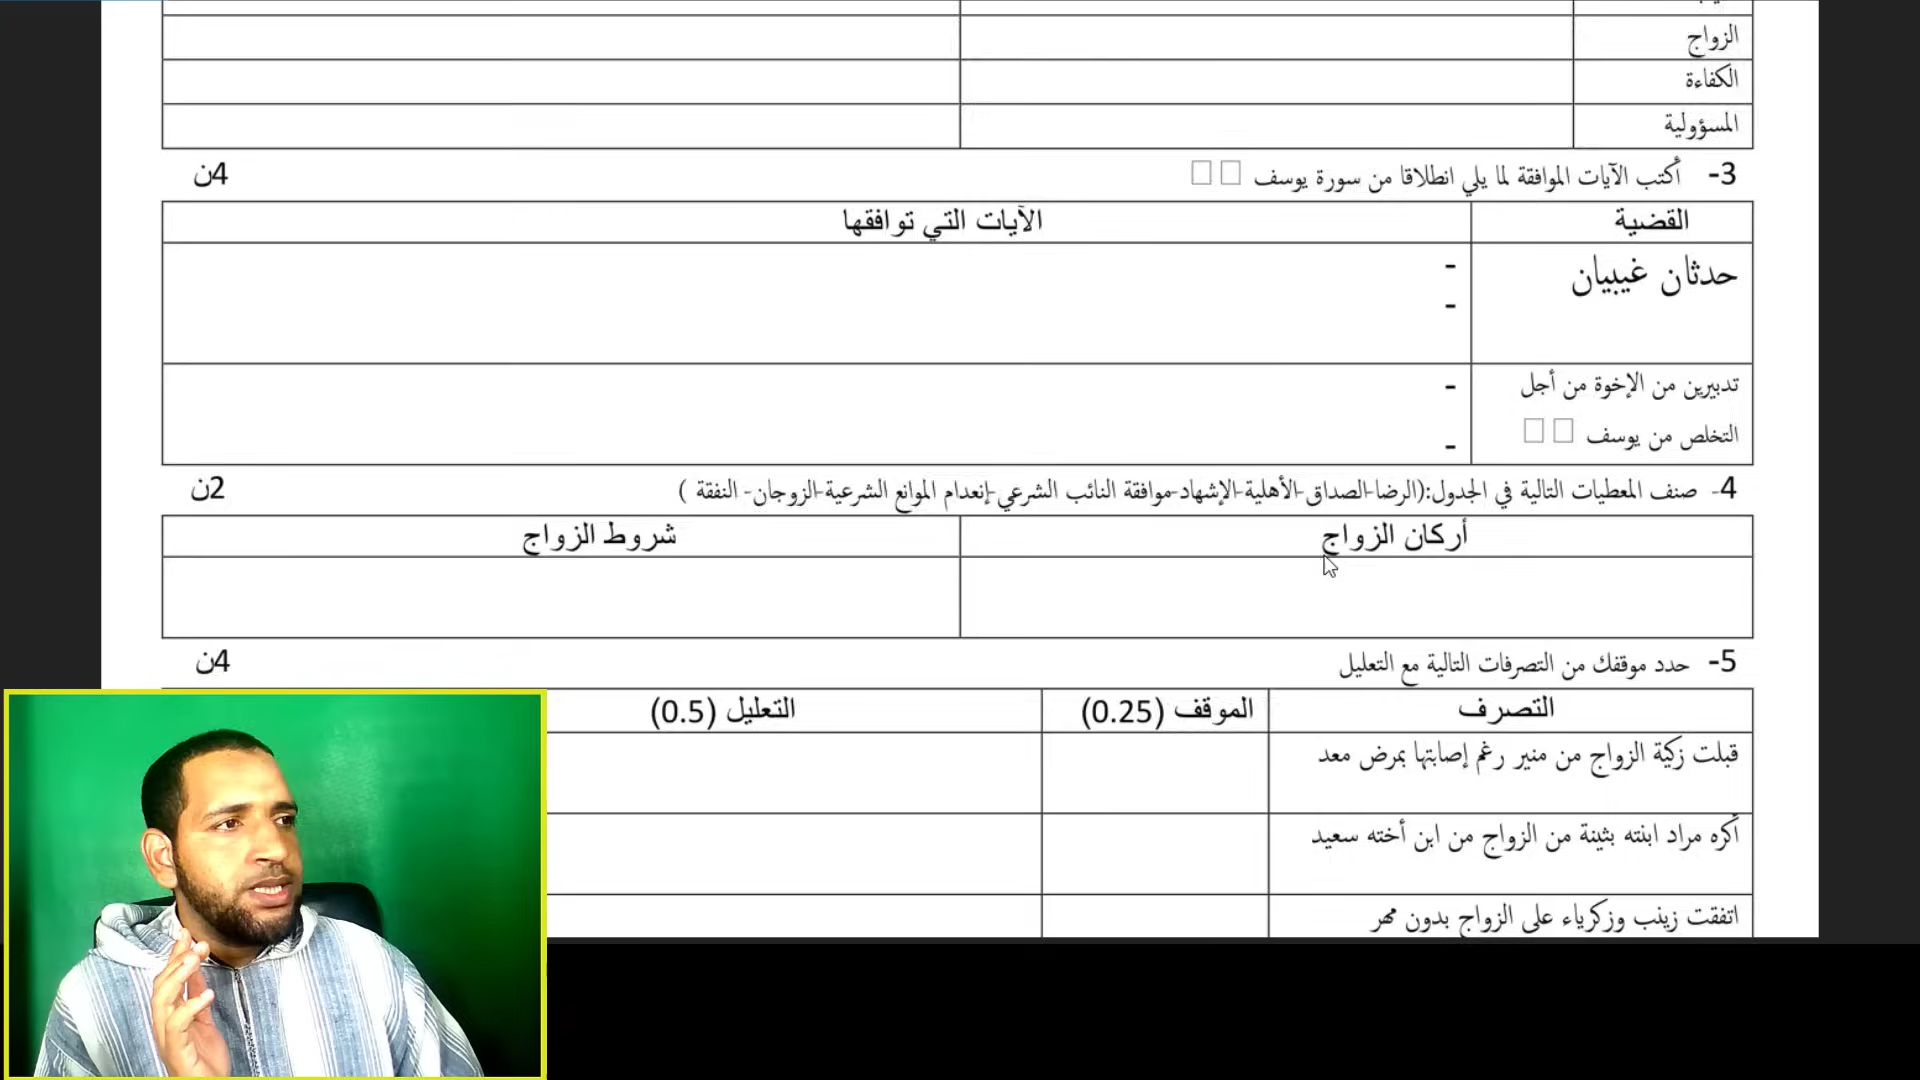 الزواج
الكفاءة
المسؤولية
3- أكتب الآيات الموافقة لما يلي انطلاقا من سورة يوسف 4ن
القضية الآيات التي توافقها
حدثان غيبيان - -
تدبيرين من الإخوة من أجل التخلص من يوسف - -
4- صنف المعطيات التالية في الجدول:(الرضا-الصداق-الأهلية-الإشهاد-موافقة النائب الشرعي-إنعدام الموانع الشرعية-الزوجان- النفقة ) 2ن
أركان الزواج شروط الزواج
5- حدد موقفك من التصرفات التالية مع التعليل 4ن
التصرف الموقف (0.25) التعليل (0.5)
قبلت زكية الزواج من منير رغم إصابتها بمرض معد
أكره مراد ابنته بثينة من الزواج من ابن أخته سعيد
اتفقت زينب وزكرياء على الزواج بدون مهر